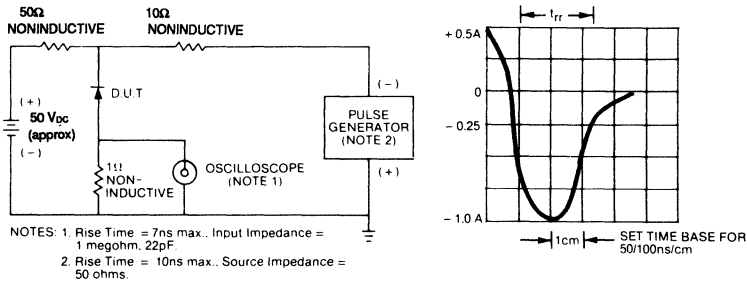 50Ω
NONINDUCTIVE
10Ω
NONINDUCTIVE
(+)
50 VDC
(approx)
(−)
D.U.T
1Ω
NON-
INDUCTIVE
OSCILLOSCOPE
(NOTE 1)
(−)
PULSE
GENERATOR
(NOTE 2)
(+)
NOTES: 1. Rise Time = 7ns max., Input Impedance =
1 megohm, 22pF.
2. Rise Time = 10ns max., Source Impedance =
50 ohms.
trr
+ 0.5A
0
− 0.25
− 1.0 A
1cm
SET TIME BASE FOR
50/100ns/cm